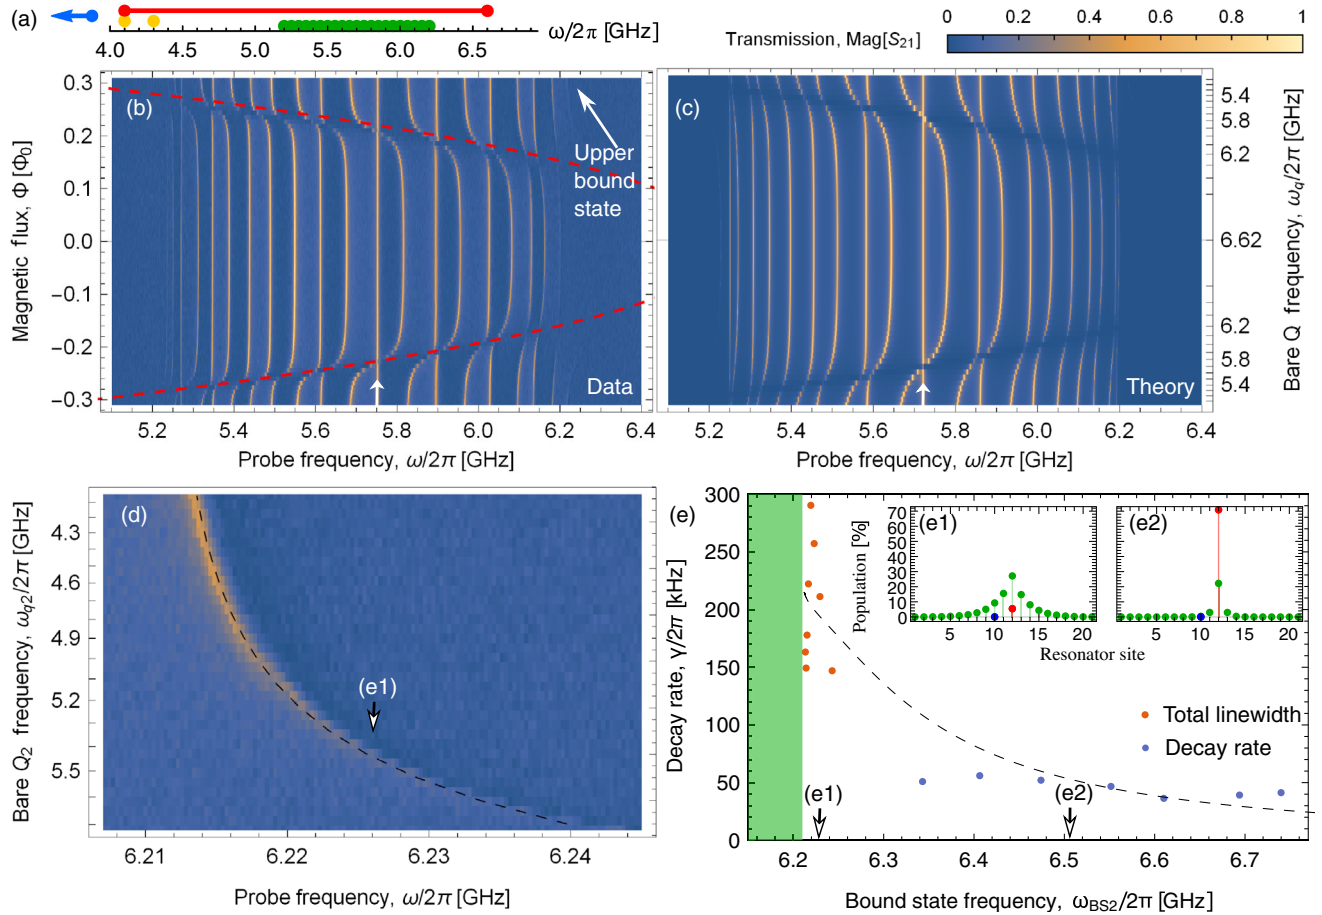 (a)
4.0 4.5 5.0 5.5 6.0 6.5 ω/2π [GHz]
Transmission, Mag[S21]
0 0.2 0.4 0.6 0.8 1
Magnetic flux, Φ [Φ0]
0.3
0.2
0.1
0.0
−0.1
−0.2
−0.3
(b)
Upper
bound
state
Data
5.2 5.4 5.6 5.8 6.0 6.2 6.4
Probe frequency, ω/2π [GHz]
(c)
Theory
5.2 5.4 5.6 5.8 6.0 6.2 6.4
Probe frequency, ω/2π [GHz]
5.4
5.8
6.2
6.62
6.2
5.8
5.4
Bare Q frequency, ωq/2π [GHz]
Bare Q2 frequency, ωq2/2π [GHz]
4.3
4.6
4.9
5.2
5.5
(d)
(e1)
6.21 6.22 6.23 6.24
Probe frequency, ω/2π [GHz]
(e)
Decay rate, γ/2π [kHz]
300
250
200
150
100
50
0
Population [%]
70
60
50
40
30
20
10
0
(e1)
5 10 15 20
(e2)
5 10 15 20
Resonator site
Total linewidth
Decay rate
(e1)
(e2)
6.2 6.3 6.4 6.5 6.6 6.7
Bound state frequency, ωBS2/2π [GHz]